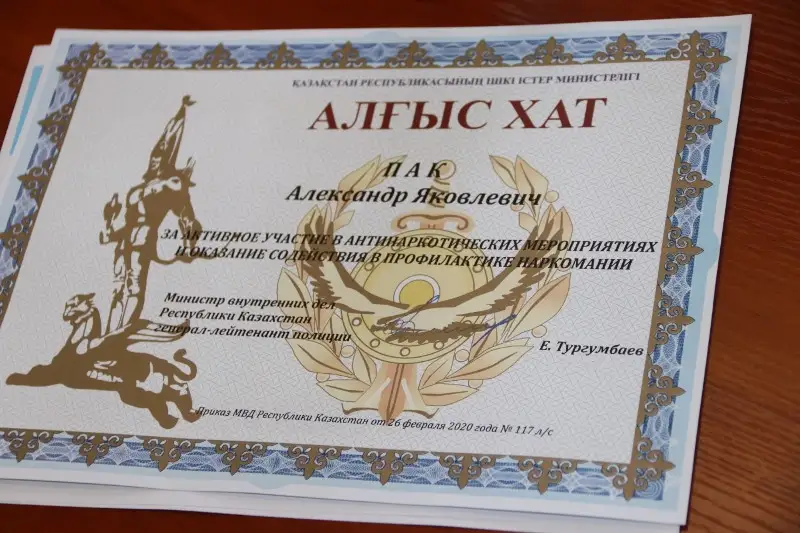 ҚАЗАҚСТАН РЕСПУБЛИКАСЫНЫҢ ІШКІ ІСТЕР МИНИСТРЛІГІ
АЛҒЫС ХАТ
П А К
Александр Яковлевич
ЗА АКТИВНОЕ УЧАСТИЕ В АНТИНАРКОТИЧЕСКИХ МЕРОПРИЯТИЯХ
И ОКАЗАНИЕ СОДЕЙСТВИЯ В ПРОФИЛАКТИКЕ НАРКОМАНИИ
Министр внутренних дел
Республики Казахстан
генерал-лейтенант полиции
Е. Тургумбаев
Приказ МВД Республики Казахстан от 26 февраля 2020 года № 117 л/с